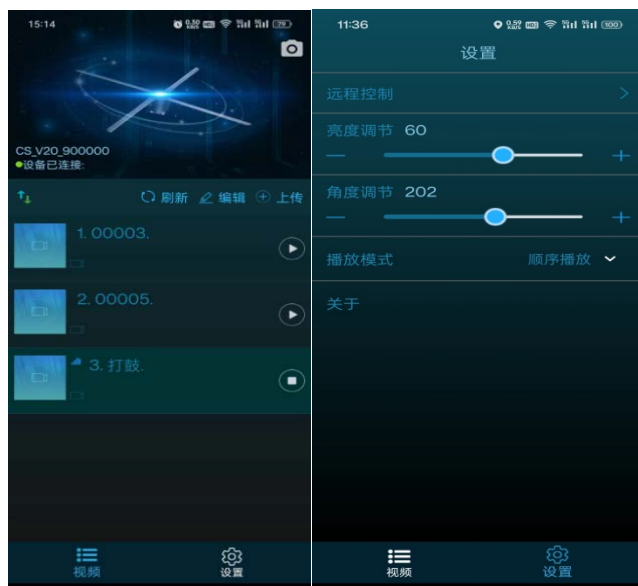 15:14
CS_V20_900000
设备已连接:
刷新 编辑 上传
1. 00003.
2. 00005.
3. 打鼓.
视频 设置
11:36
设置
远程控制
亮度调节 60
角度调节 202
播放模式 顺序播放
关于
视频 设置